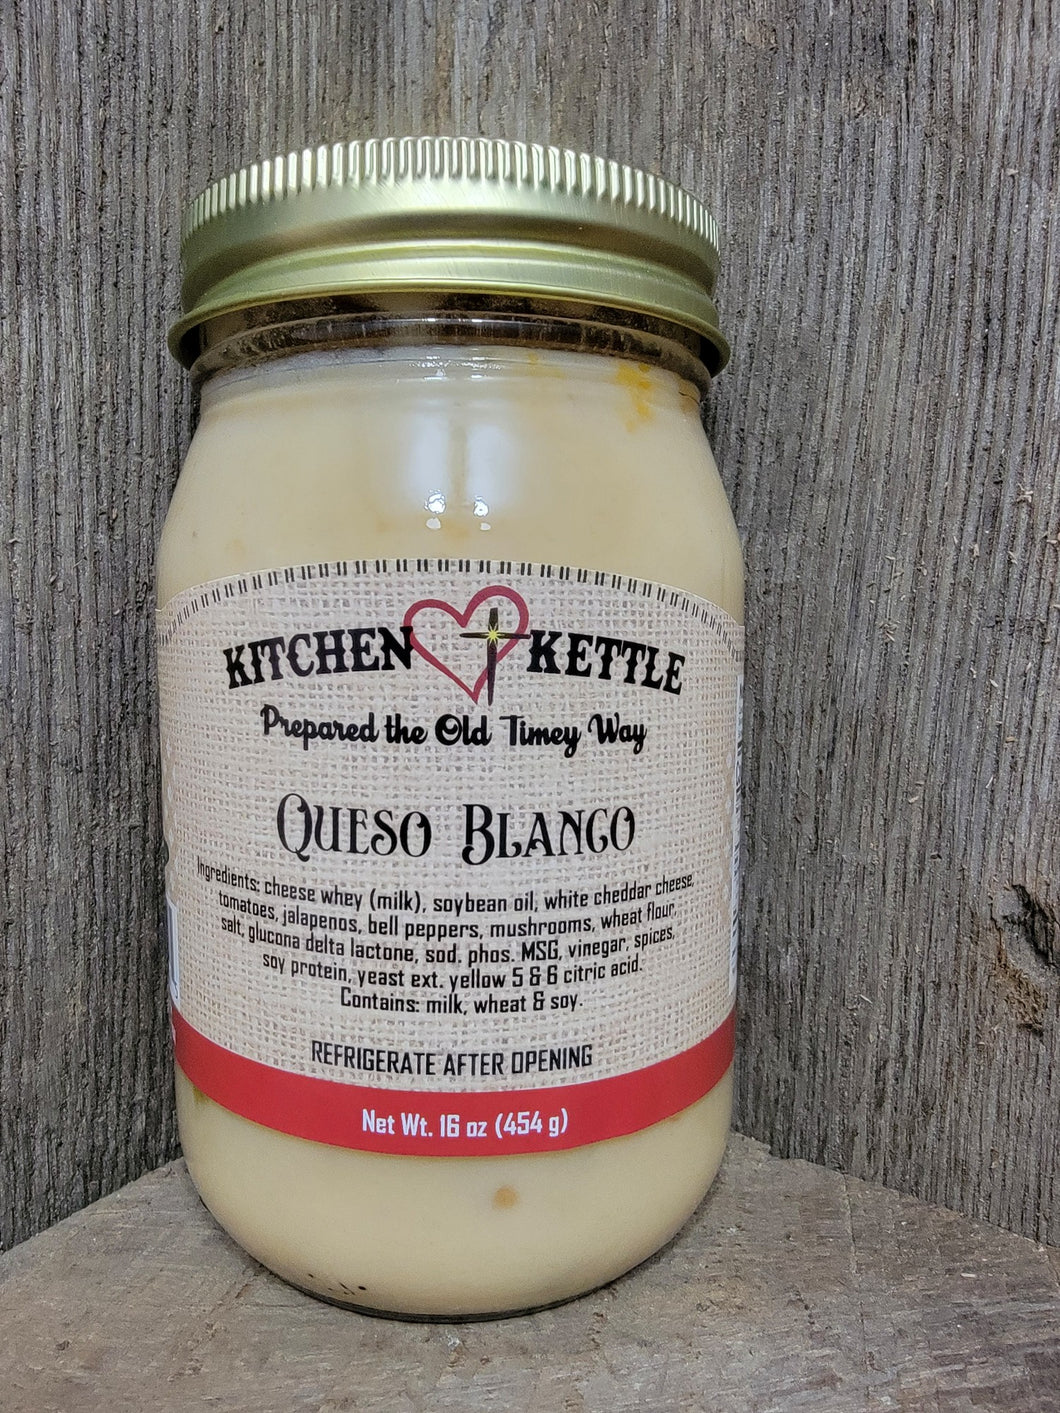 KITCHEN KETTLE
Prepared the Old Timey Way
QUESO BLANCO
Ingredients: cheese whey (milk), soybean oil, white cheddar cheese,
tomatoes, jalapenos, bell peppers, mushrooms, wheat flour,
salt, glucona delta lactone, sod. phos. MSG, vinegar, spices,
soy protein, yeast ext. yellow 5 & 6 citric acid.
Contains: milk, wheat & soy.
REFRIGERATE AFTER OPENING
Net Wt. 16 oz (454 g)